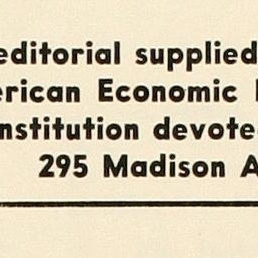 editorial supplied
erican Economic
nstitution devote
295 Madison A